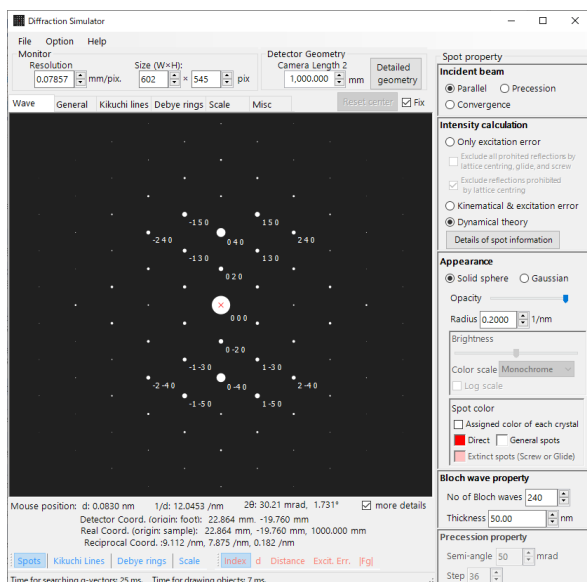 Diffraction Simulator
File Option Help
Monitor
Resolution Size (W×H):
0.07857 mm/pix. 602 × 545 pix
Detector Geometry
Camera Length 2
1,000.000 mm
Detailed geometry
Wave General Kikuchi lines Debye rings Scale Misc
Reset center Fix
-1 5 0 1 5 0
-2 4 0 0 4 0 2 4 0
-1 3 0 1 3 0
0 2 0
0 0 0
0 -2 0
-1 -3 0 1 -3 0
-2 -4 0 0 -4 0 2 -4 0
-1 -5 0 1 -5 0
Mouse position: d: 0.0830 nm 1/d: 12.0453 /nm 2θ: 30.21 mrad, 1.731° more details
Detector Coord. (origin: foot): 22.864 mm, -19.760 mm
Real Coord. (origin: sample): 22.864 mm, -19.760 mm, 1000.000 mm
Reciprocal Coord.: -9.112 /nm, 7.875 /nm, 0.182 /nm
Spots Kikuchi Lines Debye rings Scale Index d Distance Excit. Err. |Fg|
Time for searching g-vectors: 25 ms. Time for drawing objects: 7 ms.
Spot property
Incident beam
Parallel Precession
Convergence
Intensity calculation
Only excitation error
Exclude all prohited reflections by
lattice centring, glide, and screw
Exclude reflections prohibited
by lattice centring
Kinematical & excitation error
Dynamical theory
Details of spot information
Appearance
Solid sphere Gaussian
Opacity
Radius 0.2000 1/nm
Brightness
Color scale Monochrome
Log scale
Spot color
Assigned color of each crystal
Direct General spots
Extinct spots (Screw or Glide)
Bloch wave property
No of Bloch waves 240
Thickness 50.00 nm
Precession property
Semi-angle 50 mrad
Step 36